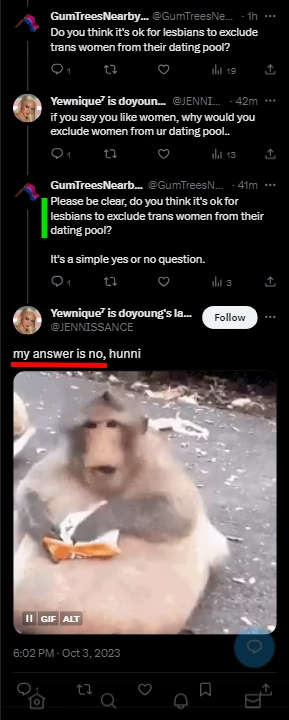 GumTreesNearby... @GumTreesNe... · 1h
Do you think it's ok for lesbians to exclude
trans women from their dating pool?
1 19
Yewnique⁷ is doyoun... @JENNI... · 42m
if you say you like women, why would you
exclude women from ur dating pool..
1 13
GumTreesNearb... @GumTreesN... · 41m
Please be clear, do you think it's ok for
lesbians to exclude trans women from their
dating pool?
It's a simple yes or no question.
1 3
Yewnique⁷ is doyoung's la...
@JENNISSANCE
Follow
my answer is no, hunni
GIF ALT
6:02 PM · Oct 3, 2023
1 1